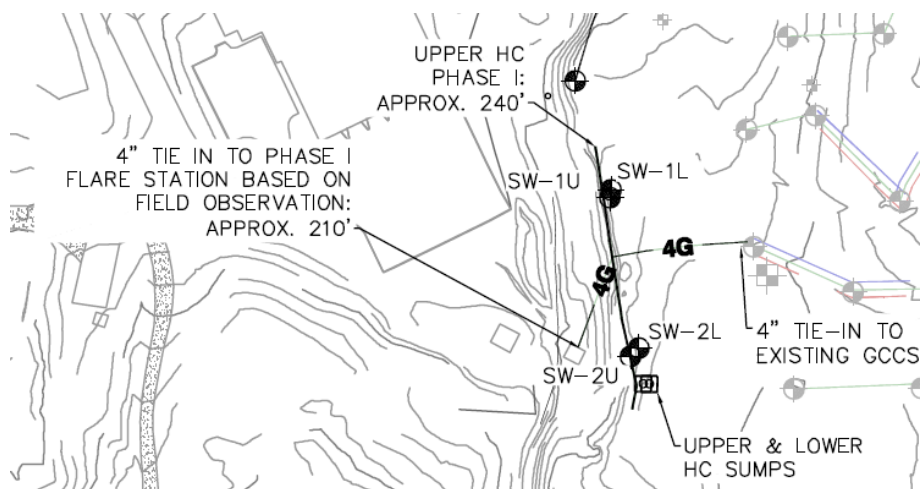 UPPER HC
PHASE I:
APPROX. 240'
4" TIE IN TO PHASE I
FLARE STATION BASED ON
FIELD OBSERVATION:
APPROX. 210'
SW-1U
SW-1L
4G
4G
SW-2L
SW-2U
4" TIE-IN TO
EXISTING GCCS
UPPER & LOWER
HC SUMPS